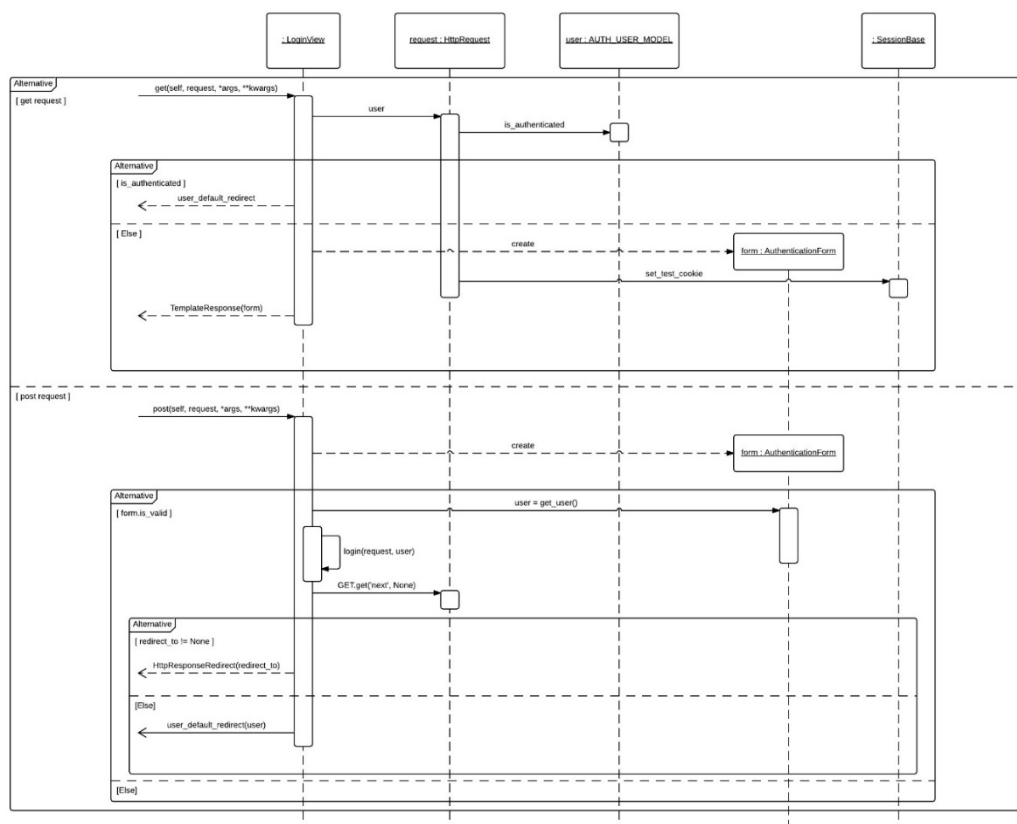 : LoginView
request : HttpRequest
user : AUTH_USER_MODEL
: SessionBase
Alternative
[ get request ]
get(self, request, *args, **kwargs)
user
is_authenticated
Alternative
[ is_authenticated ]
user_default_redirect
[ Else ]
create
form : AuthenticationForm
set_test_cookie
TemplateResponse(form)
[ post request ]
post(self, request, *args, **kwargs)
create
form : AuthenticationForm
Alternative
[ form.is_valid ]
user = get_user()
login(request, user)
GET.get('next', None)
Alternative
[ redirect_to != None ]
HttpResponseRedirect(redirect_to)
[Else]
user_default_redirect(user)
[Else]